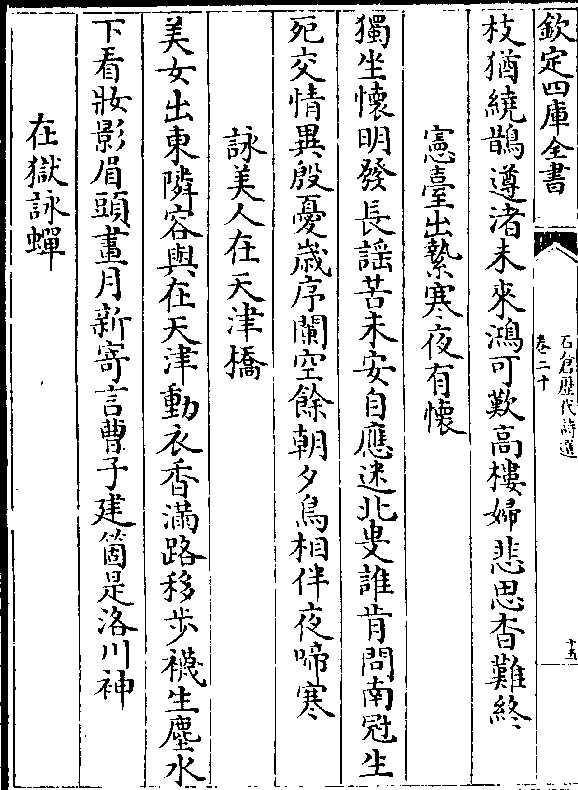 欽定四庫全書
石倉歴代詩選
卷二十
十五
枝猶繞鵲遵渚未來鴻可歎高樓婦悲思杳難終
憲臺出縶寒夜有懷
獨坐懷明發長謡苦未安自應迷北叟誰肯問南冠生
死交情異殷憂歳序闌空餘朝夕鳥相伴夜啼寒
詠美人在天津橋
美女出東隣容與在天津動衣香滿路移步襪生塵水
下看妝影眉頭畫月新寄言曹子建箇是洛川神
在獄詠蟬